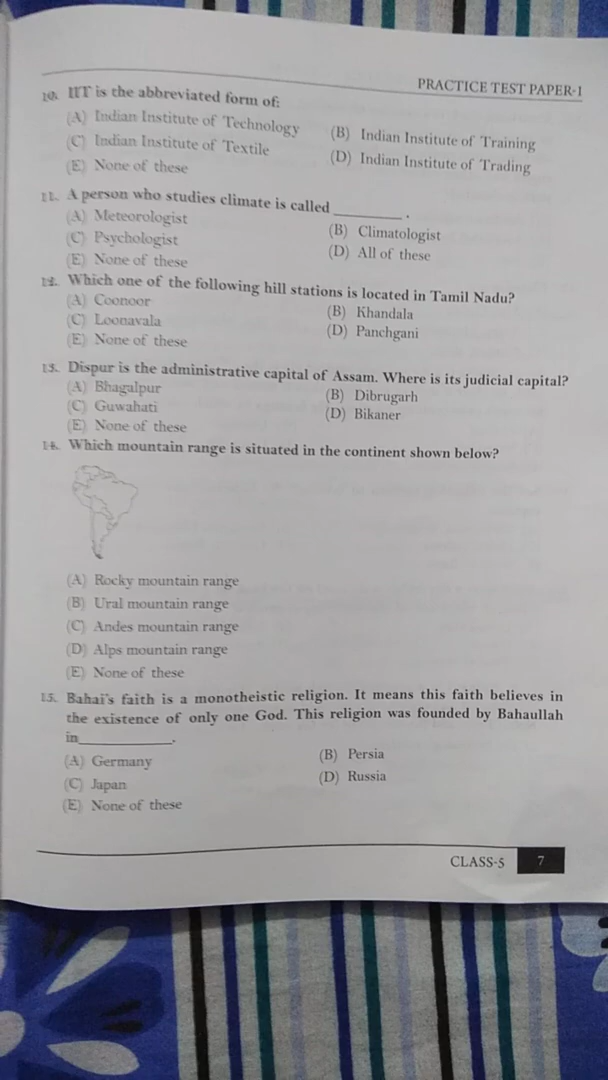 PRACTICE TEST PAPER-1
10. IIT is the abbreviated form of:
(A) Indian Institute of Technology (B) Indian Institute of Training
(C) Indian Institute of Textile (D) Indian Institute of Trading
(E) None of these
11. A person who studies climate is called ________.
(A) Meteorologist (B) Climatologist
(C) Psychologist (D) All of these
(E) None of these
12. Which one of the following hill stations is located in Tamil Nadu?
(A) Coonoor (B) Khandala
(C) Loonavala (D) Panchgani
(E) None of these
13. Dispur is the administrative capital of Assam. Where is its judicial capital?
(A) Bhagalpur (B) Dibrugarh
(C) Guwahati (D) Bikaner
(E) None of these
14. Which mountain range is situated in the continent shown below?
(A) Rocky mountain range
(B) Ural mountain range
(C) Andes mountain range
(D) Alps mountain range
(E) None of these
15. Bahai's faith is a monotheistic religion. It means this faith believes in
the existence of only one God. This religion was founded by Bahaullah
in____________.
(A) Germany (B) Persia
(C) Japan (D) Russia
(E) None of these
CLASS-5 7